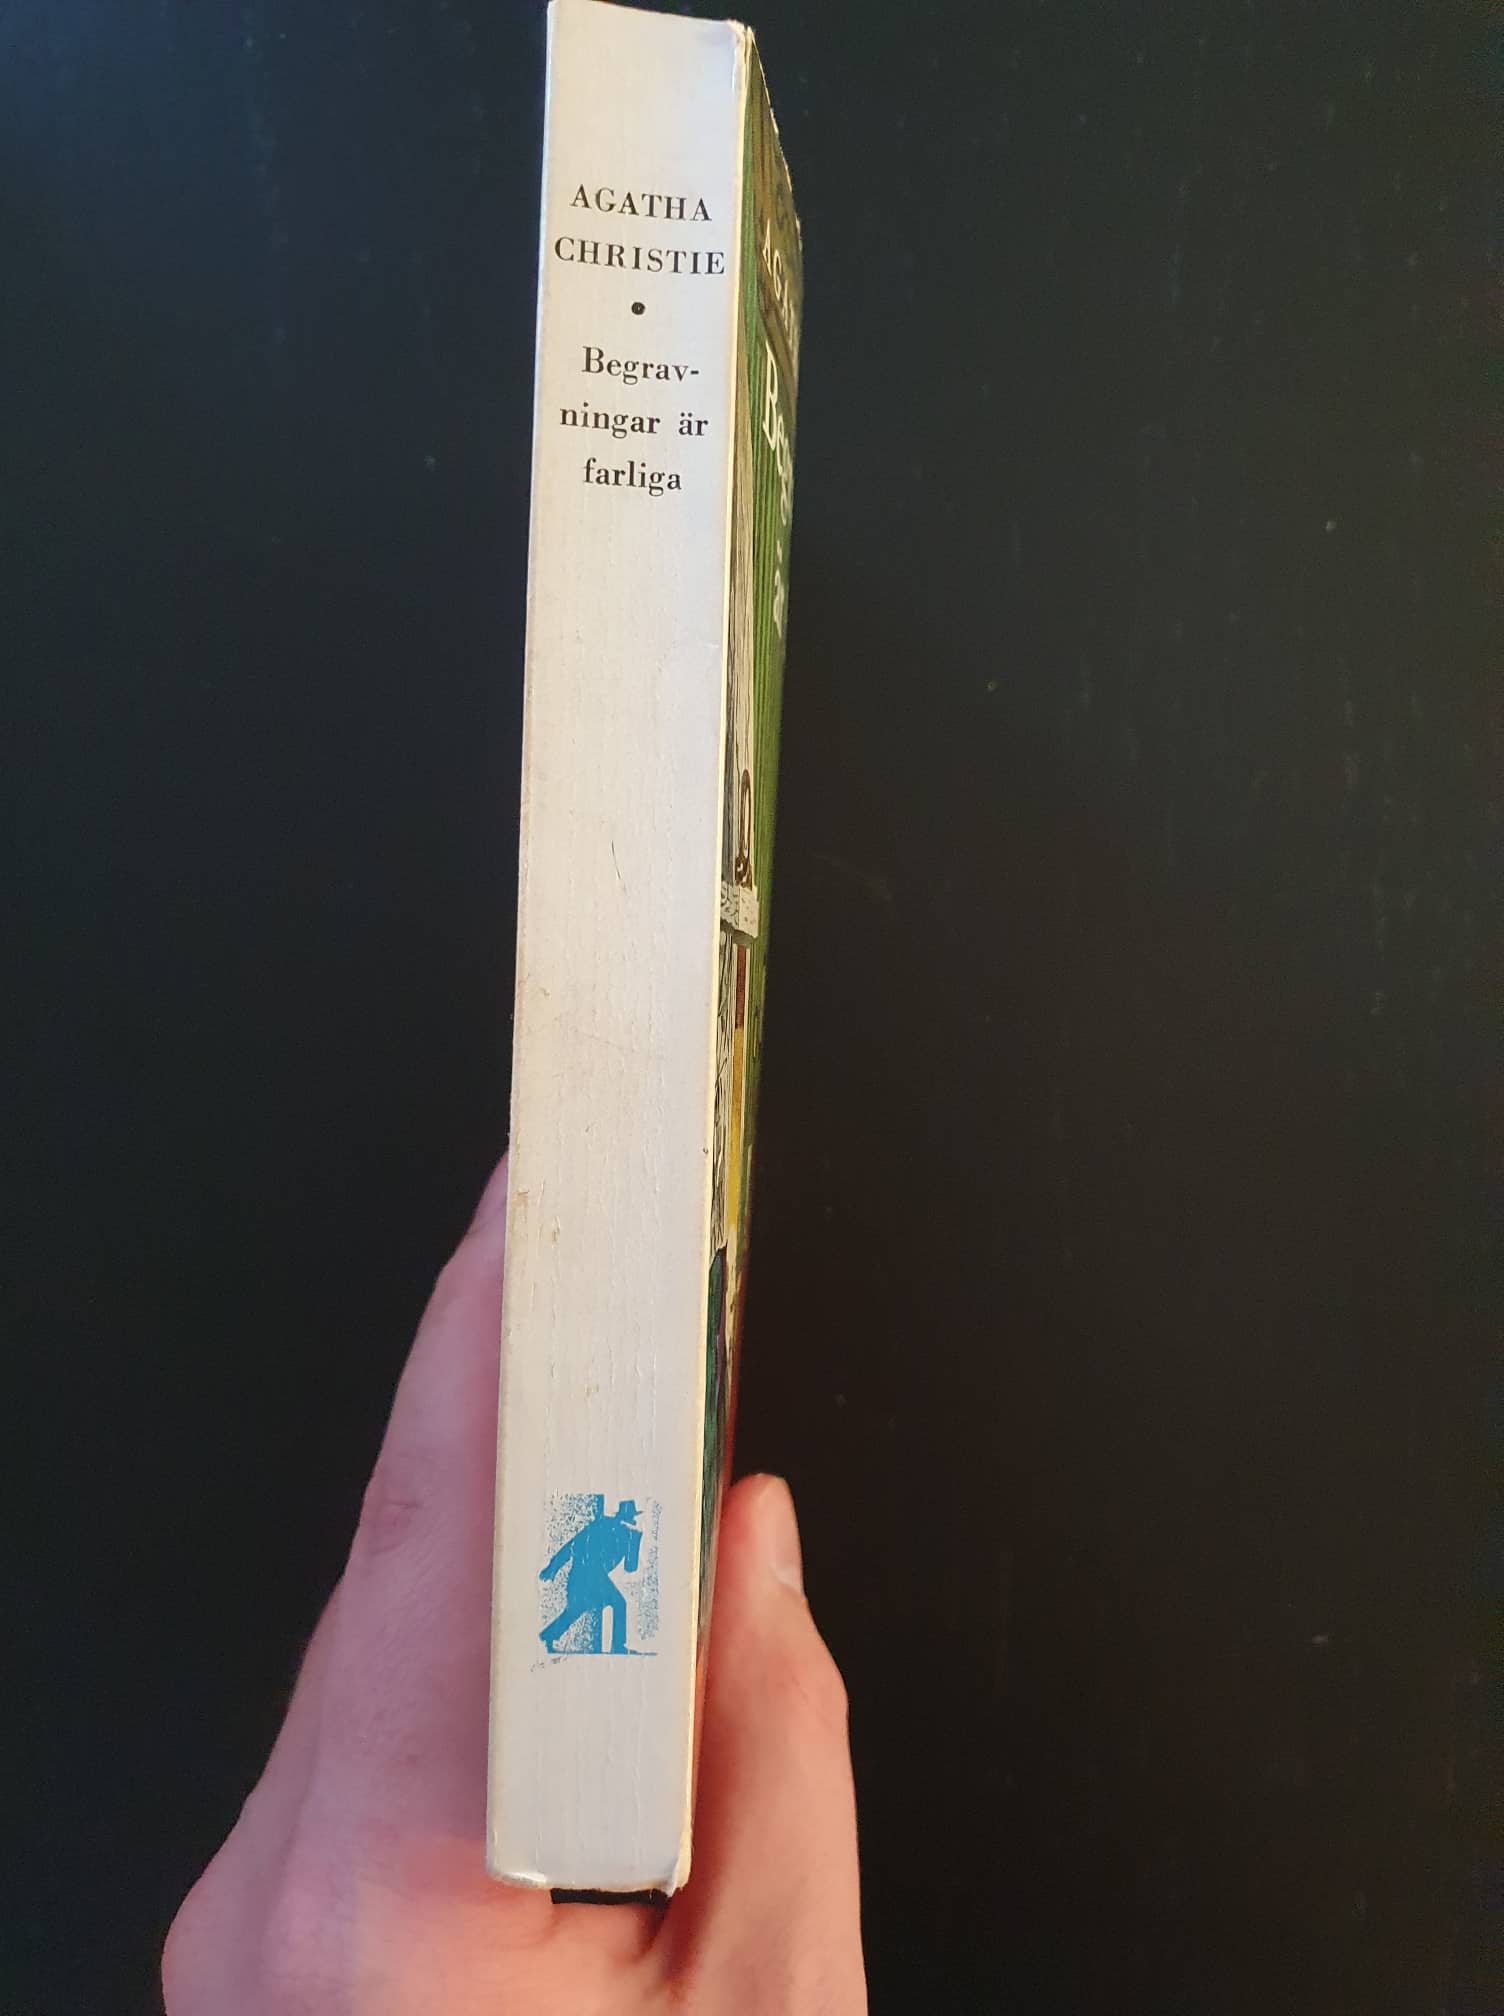 AGATHA
CHRISTIE
•
Begrav-
ningar är
farliga